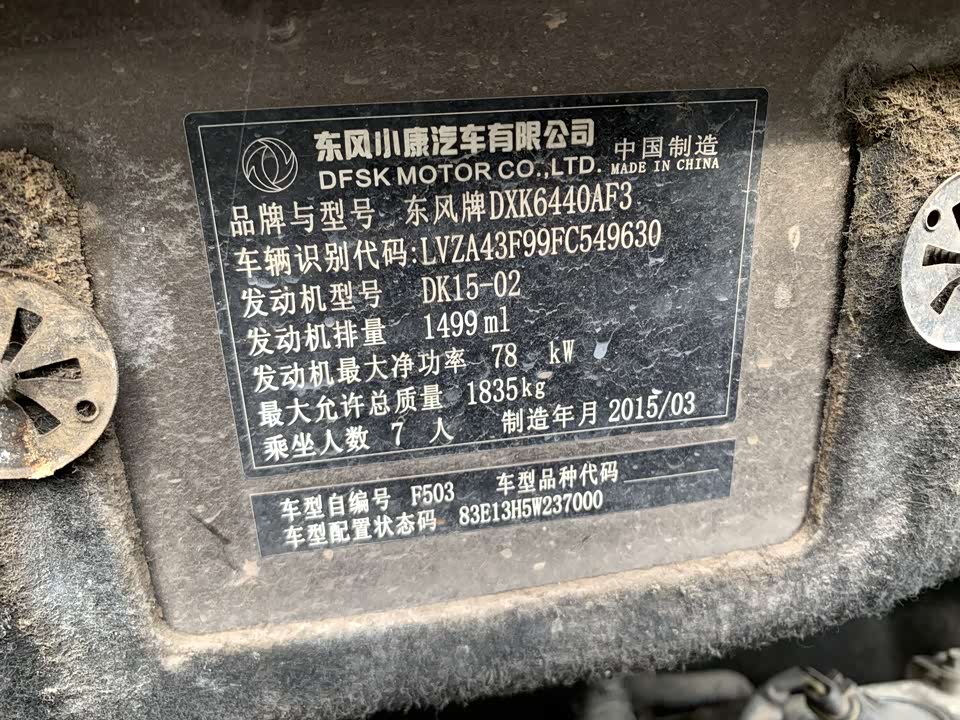 东风小康汽车有限公司 中国制造
DFSK MOTOR CO.,LTD. MADE IN CHINA
品牌与型号 东风牌DXK6440AF3
车辆识别代码:LVZA43F99FC549630
发动机型号 DK15-02
发动机排量 1499ml
发动机最大净功率 78 kW
最大允许总质量 1835kg
乘坐人数 7 人 制造年月 2015/03
车型自编号 F503 车型品种代码
车型配置状态码 83E13H5W237000